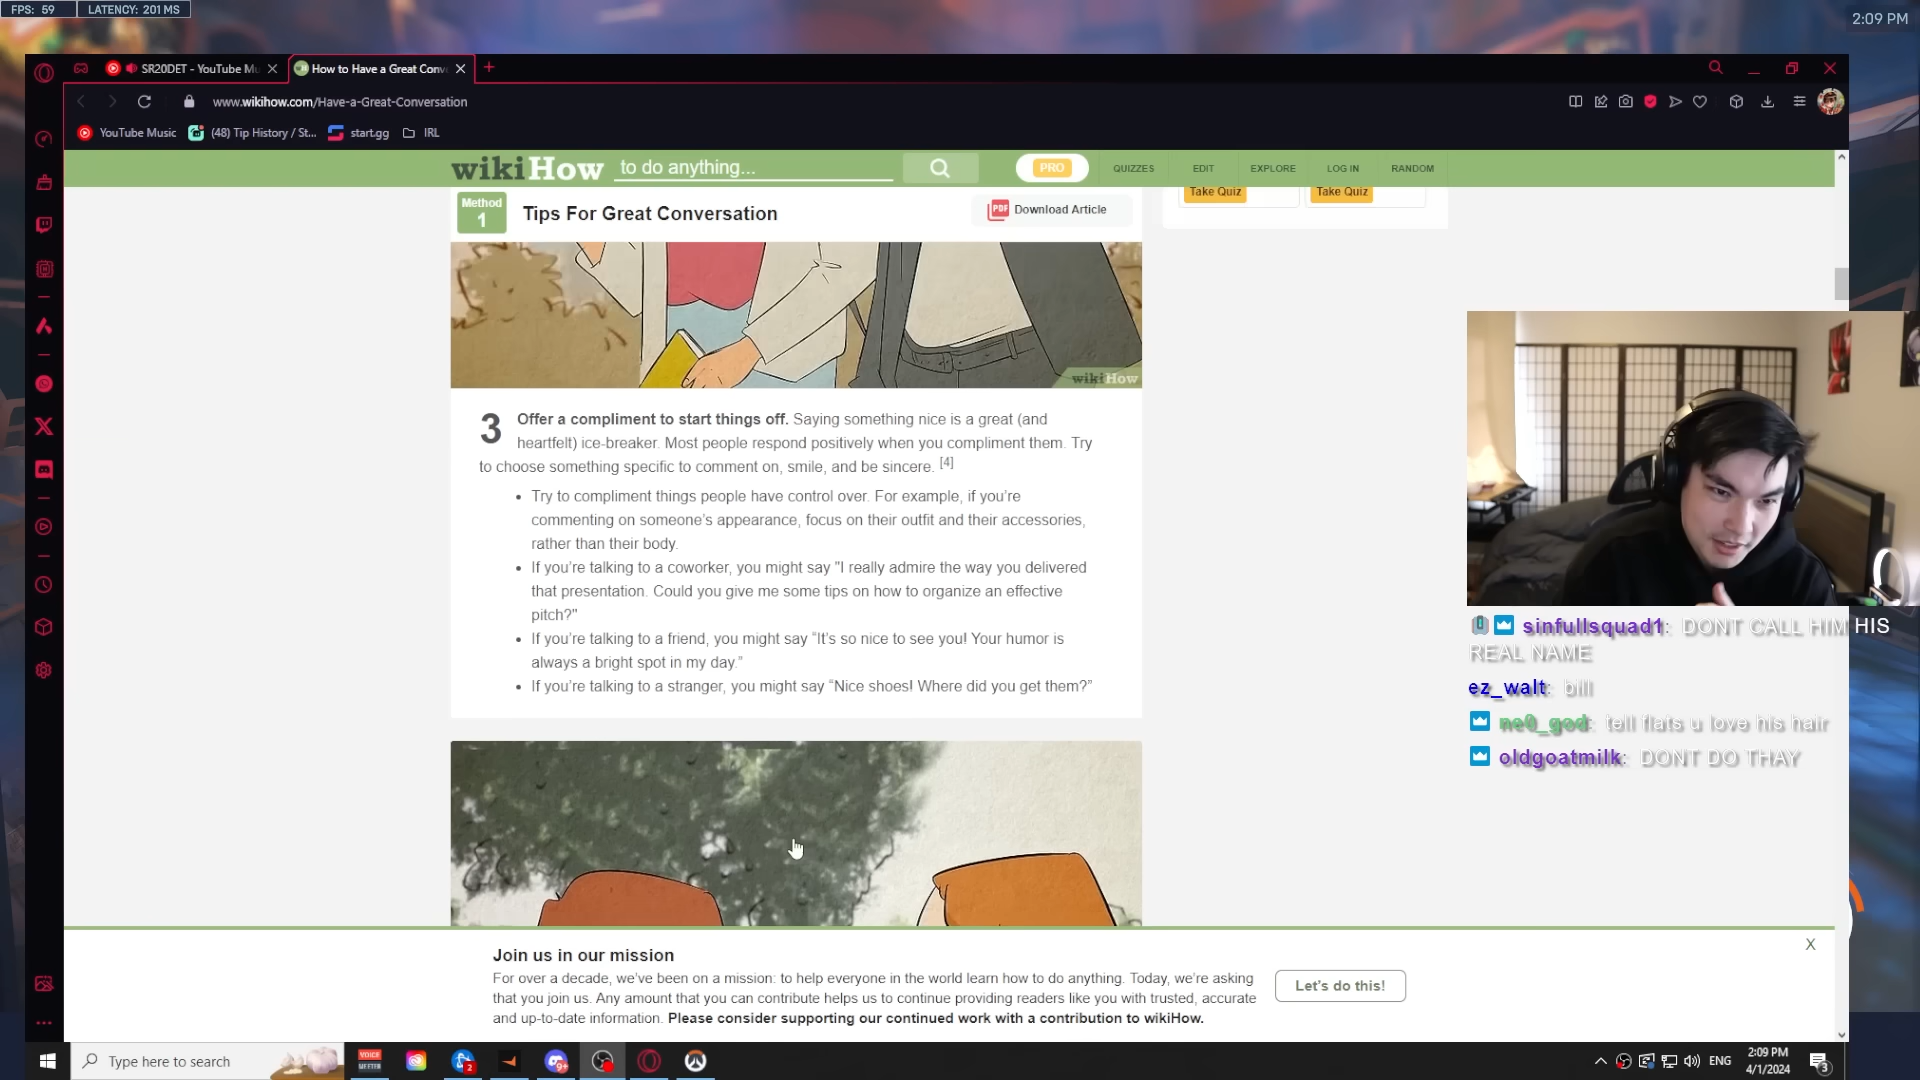 FPS: 59
LATENCY: 201 MS
2:09 PM
SR20DET - YouTube Mu
How to Have a Great Conv
www.wikihow.com/Have-a-Great-Conversation
YouTube Music
(48) Tip History / St...
start.gg
IRL
wikiHow
to do anything...
PRO
QUIZZES
EDIT
EXPLORE
LOG IN
RANDOM
Method
1
Tips For Great Conversation
PDF
Download Article
Take Quiz
Take Quiz
wikiHow
3
Offer a compliment to start things off. Saying something nice is a great (and
heartfelt) ice-breaker. Most people respond positively when you compliment them. Try
to choose something specific to comment on, smile, and be sincere. [4]
• Try to compliment things people have control over. For example, if you're
commenting on someone's appearance, focus on their outfit and their accessories,
rather than their body.
• If you're talking to a coworker, you might say "I really admire the way you delivered
that presentation. Could you give me some tips on how to organize an effective
pitch?"
• If you're talking to a friend, you might say “It's so nice to see you! Your humor is
always a bright spot in my day.”
• If you're talking to a stranger, you might say “Nice shoes! Where did you get them?”
sinfullsquad1: DONT CALL HIM HIS
REAL NAME
ez_walt: bill
ne0_god: tell flats u love his hair
oldgoatmilk: DONT DO THAY
Join us in our mission
X
For over a decade, we've been on a mission: to help everyone in the world learn how to do anything. Today, we're asking
that you join us. Any amount that you can contribute helps us to continue providing readers like you with trusted, accurate
and up-to-date information. Please consider supporting our continued work with a contribution to wikiHow.
Let's do this!
Type here to search
VOICE
MEETER
2
9+
ENG
2:09 PM
4/1/2024
3